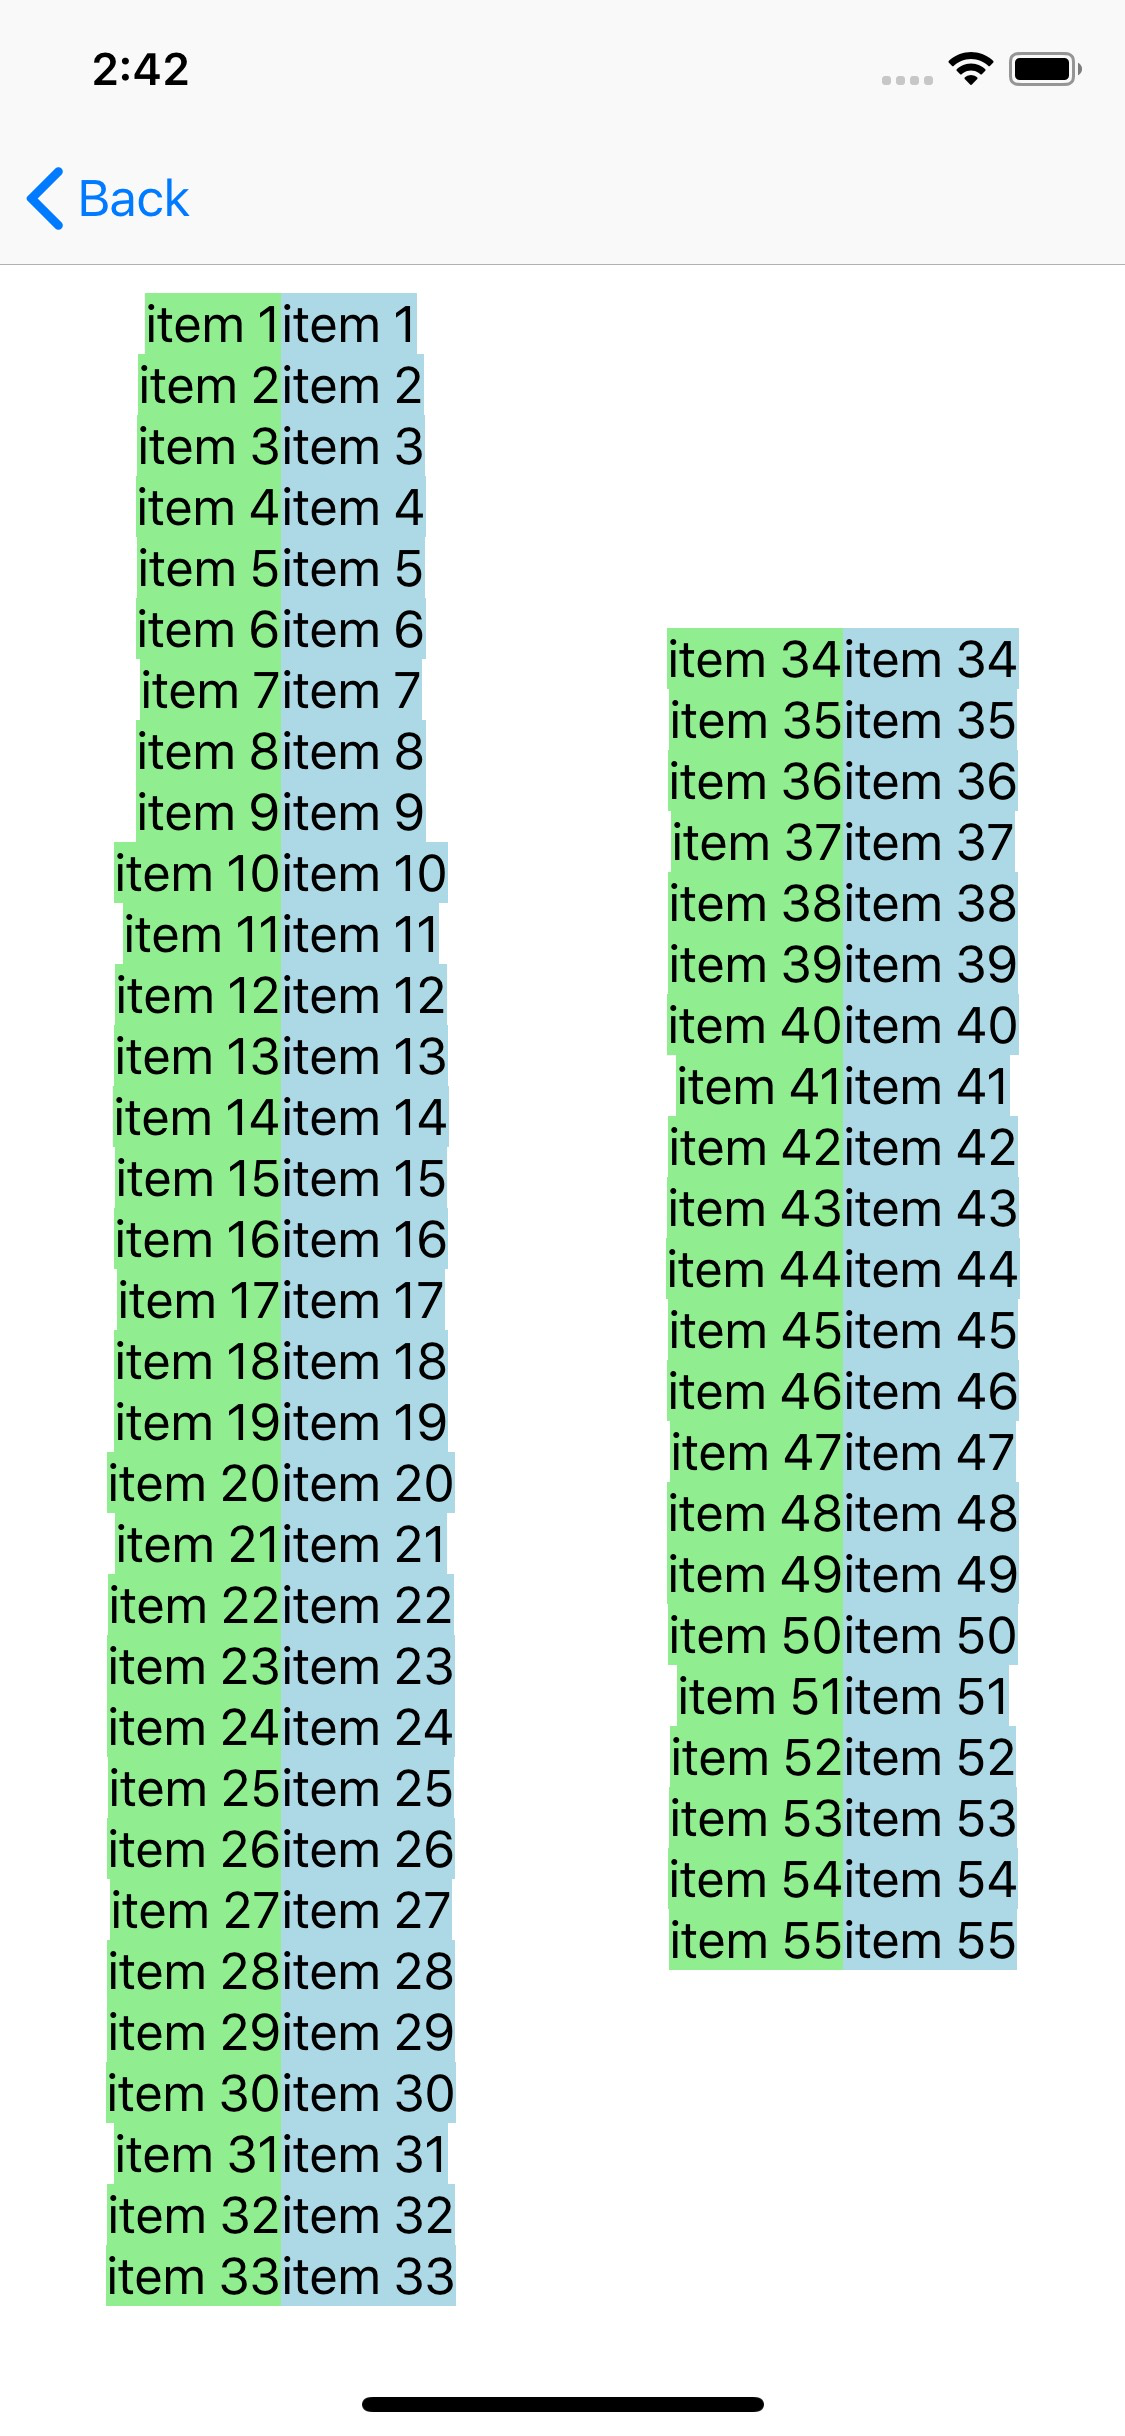 2:42
Back
item 1item 1
item 2item 2
item 3item 3
item 4item 4
item 5item 5
item 6item 6
item 7item 7
item 8item 8
item 9item 9
item 10item 10
item 11item 11
item 12item 12
item 13item 13
item 14item 14
item 15item 15
item 16item 16
item 17item 17
item 18item 18
item 19item 19
item 20item 20
item 21item 21
item 22item 22
item 23item 23
item 24item 24
item 25item 25
item 26item 26
item 27item 27
item 28item 28
item 29item 29
item 30item 30
item 31item 31
item 32item 32
item 33item 33
item 34item 34
item 35item 35
item 36item 36
item 37item 37
item 38item 38
item 39item 39
item 40item 40
item 41item 41
item 42item 42
item 43item 43
item 44item 44
item 45item 45
item 46item 46
item 47item 47
item 48item 48
item 49item 49
item 50item 50
item 51item 51
item 52item 52
item 53item 53
item 54item 54
item 55item 55